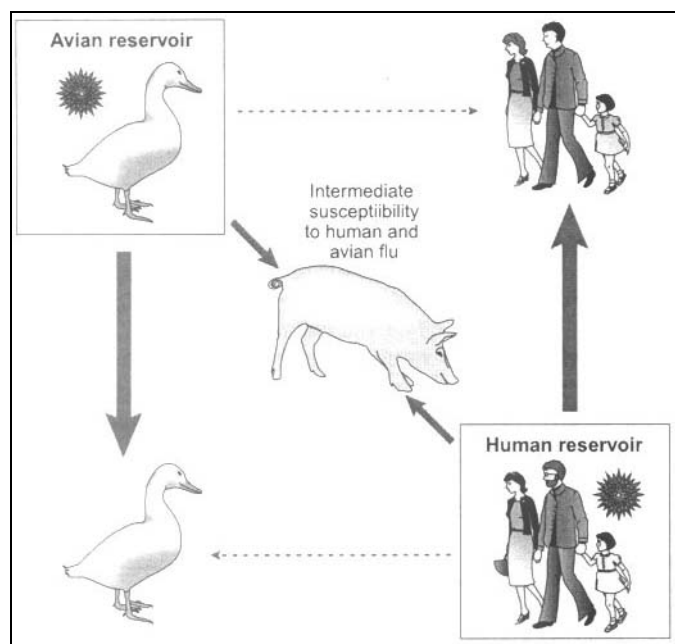 Avian reservoir
Intermediate
susceptiibility
to human and
avian flu
Human reservoir